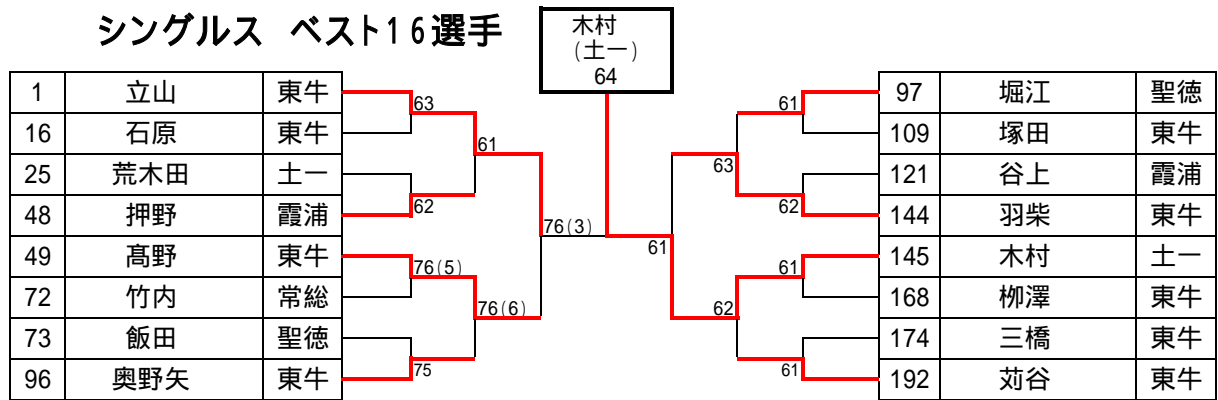 シングルス ベスト16選手
木村
(土一)
64
1 立山 東牛
16 石原 東牛
25 荒木田 土一
48 押野 霞浦
49 髙野 東牛
72 竹内 常総
73 飯田 聖徳
96 奥野矢 東牛
63
62
76(5)
75
61
76(6)
76(3)
61
63
62
61
62
61
61
97 堀江 聖徳
109 塚田 東牛
121 谷上 霞浦
144 羽柴 東牛
145 木村 土一
168 栁澤 東牛
174 三橋 東牛
192 苅谷 東牛